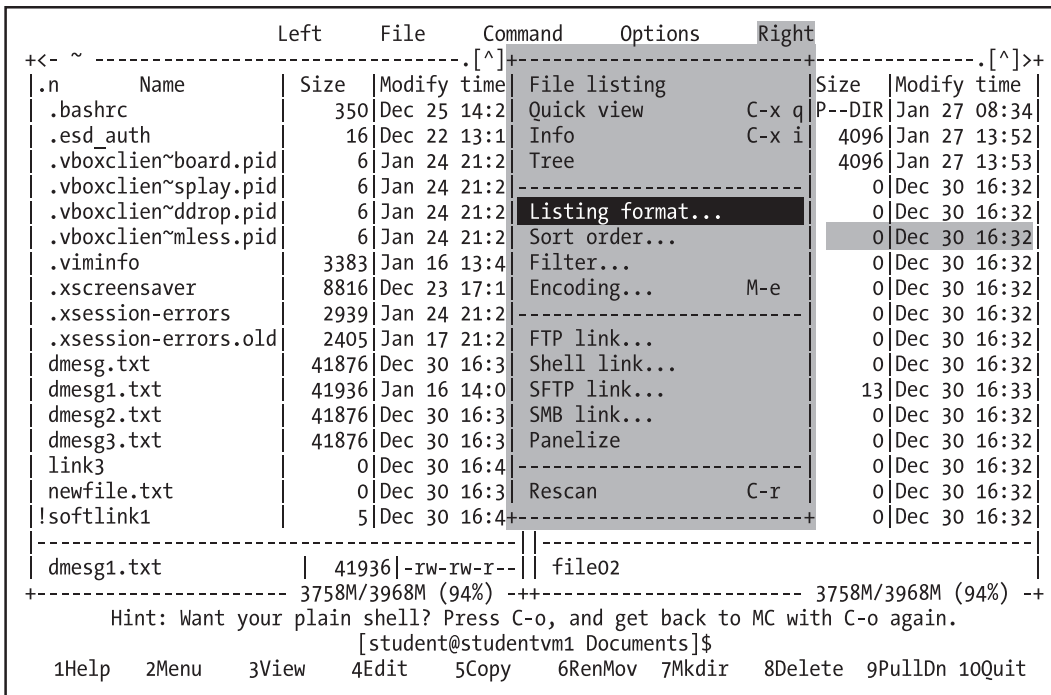 Left File Command Options Right
+<- ~ ----------------------------------.[^]+-----------------------------+---------------.[^]>+
|.n Name | Size |Modify time| File listing |Size |Modify time |
| .bashrc | 350|Dec 25 14:2| Quick view C-x q|P--DIR|Jan 27 08:34|
| .esd_auth | 16|Dec 22 13:1| Info C-x i| 4096|Jan 27 13:52|
| .vboxclien~board.pid| 6|Jan 24 21:2| Tree | 4096|Jan 27 13:53|
| .vboxclien~splay.pid| 6|Jan 24 21:2|-----------------------------| 0|Dec 30 16:32|
| .vboxclien~ddrop.pid| 6|Jan 24 21:2| Listing format... | 0|Dec 30 16:32|
| .vboxclien~mless.pid| 6|Jan 24 21:2| Sort order... | 0|Dec 30 16:32|
| .viminfo | 3383|Jan 16 13:4| Filter... | 0|Dec 30 16:32|
| .xscreensaver | 8816|Dec 23 17:1| Encoding... M-e | 0|Dec 30 16:32|
| .xsession-errors | 2939|Jan 24 21:2|-----------------------------| 0|Dec 30 16:32|
| .xsession-errors.old| 2405|Jan 17 21:2| FTP link... | 0|Dec 30 16:32|
| dmesg.txt | 41876|Dec 30 16:3| Shell link... | 0|Dec 30 16:32|
| dmesg1.txt | 41936|Jan 16 14:0| SFTP link... | 13|Dec 30 16:33|
| dmesg2.txt | 41876|Dec 30 16:3| SMB link... | 0|Dec 30 16:32|
| dmesg3.txt | 41876|Dec 30 16:3| Panelize | 0|Dec 30 16:32|
| link3 | 0|Dec 30 16:4|-----------------------------| 0|Dec 30 16:32|
| newfile.txt | 0|Dec 30 16:3| Rescan C-r | 0|Dec 30 16:32|
|!softlink1 | 5|Dec 30 16:4+-----------------------------+ 0|Dec 30 16:32|
|-----------------------------------------------||-----------------------------------------------|
| dmesg1.txt | 41936|-rw-rw-r--|| file02
+------------------------ 3758M/3968M (94%) -++------------------------ 3758M/3968M (94%) -+
Hint: Want your plain shell? Press C-o, and get back to MC with C-o again.
[student@studentvm1 Documents]$
1Help 2Menu 3View 4Edit 5Copy 6RenMov 7Mkdir 8Delete 9PullDn 10Quit